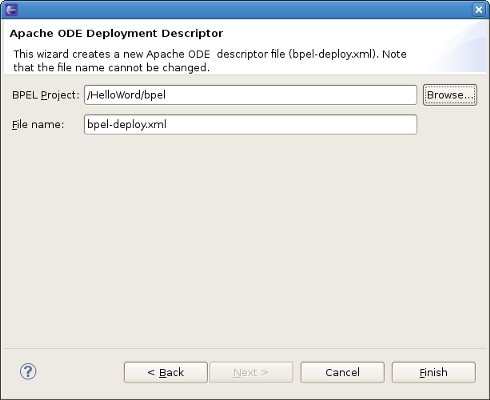 Apache ODE Deployment Descriptor
This wizard creates a new Apache ODE  descriptor file (bpel-deploy.xml). Note
that the file name cannot be changed.
BPEL Project: /HelloWord/bpel Browse...
File name: bpel-deploy.xml
? < Back Next > Cancel Finish